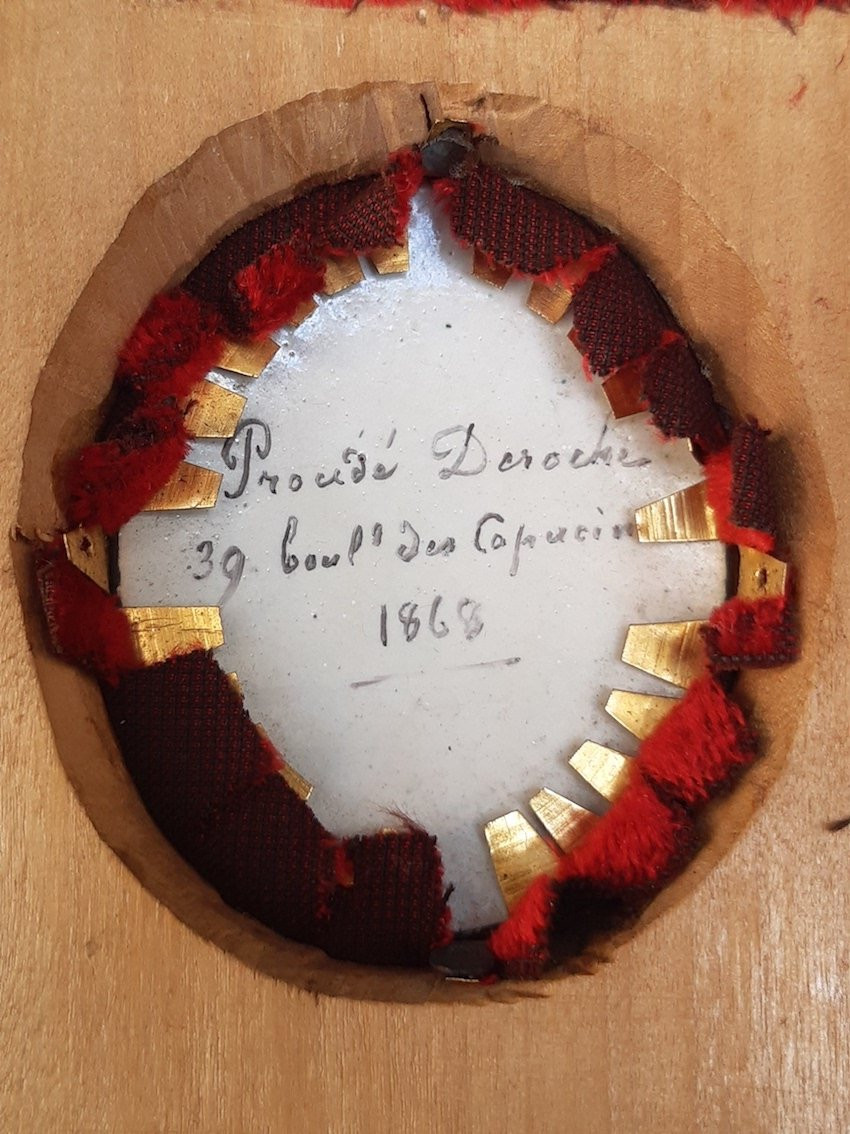 Procédé Deroche
39 boul.t des Capucin
1868